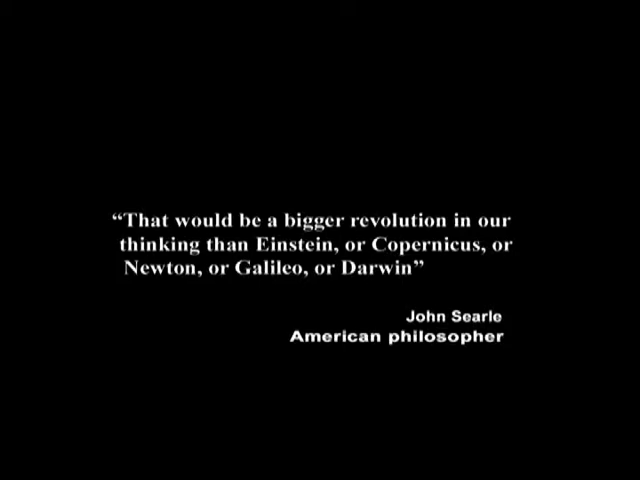 “That would be a bigger revolution in our
thinking than Einstein, or Copernicus, or
Newton, or Galileo, or Darwin”
John Searle
American philosopher